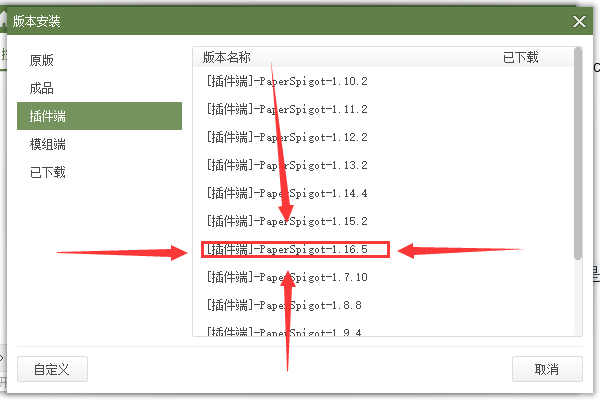 版本安装
原版
成品
插件端
模组端
已下载
版本名称 已下载
[插件端]-PaperSpigot-1.10.2
[插件端]-PaperSpigot-1.11.2
[插件端]-PaperSpigot-1.12.2
[插件端]-PaperSpigot-1.13.2
[插件端]-PaperSpigot-1.14.4
[插件端]-PaperSpigot-1.15.2
[插件端]-PaperSpigot-1.16.5
[插件端]-PaperSpigot-1.7.10
[插件端]-PaperSpigot-1.8.8
[插件端]-PaperSpigot-1.9.4
自定义 取消